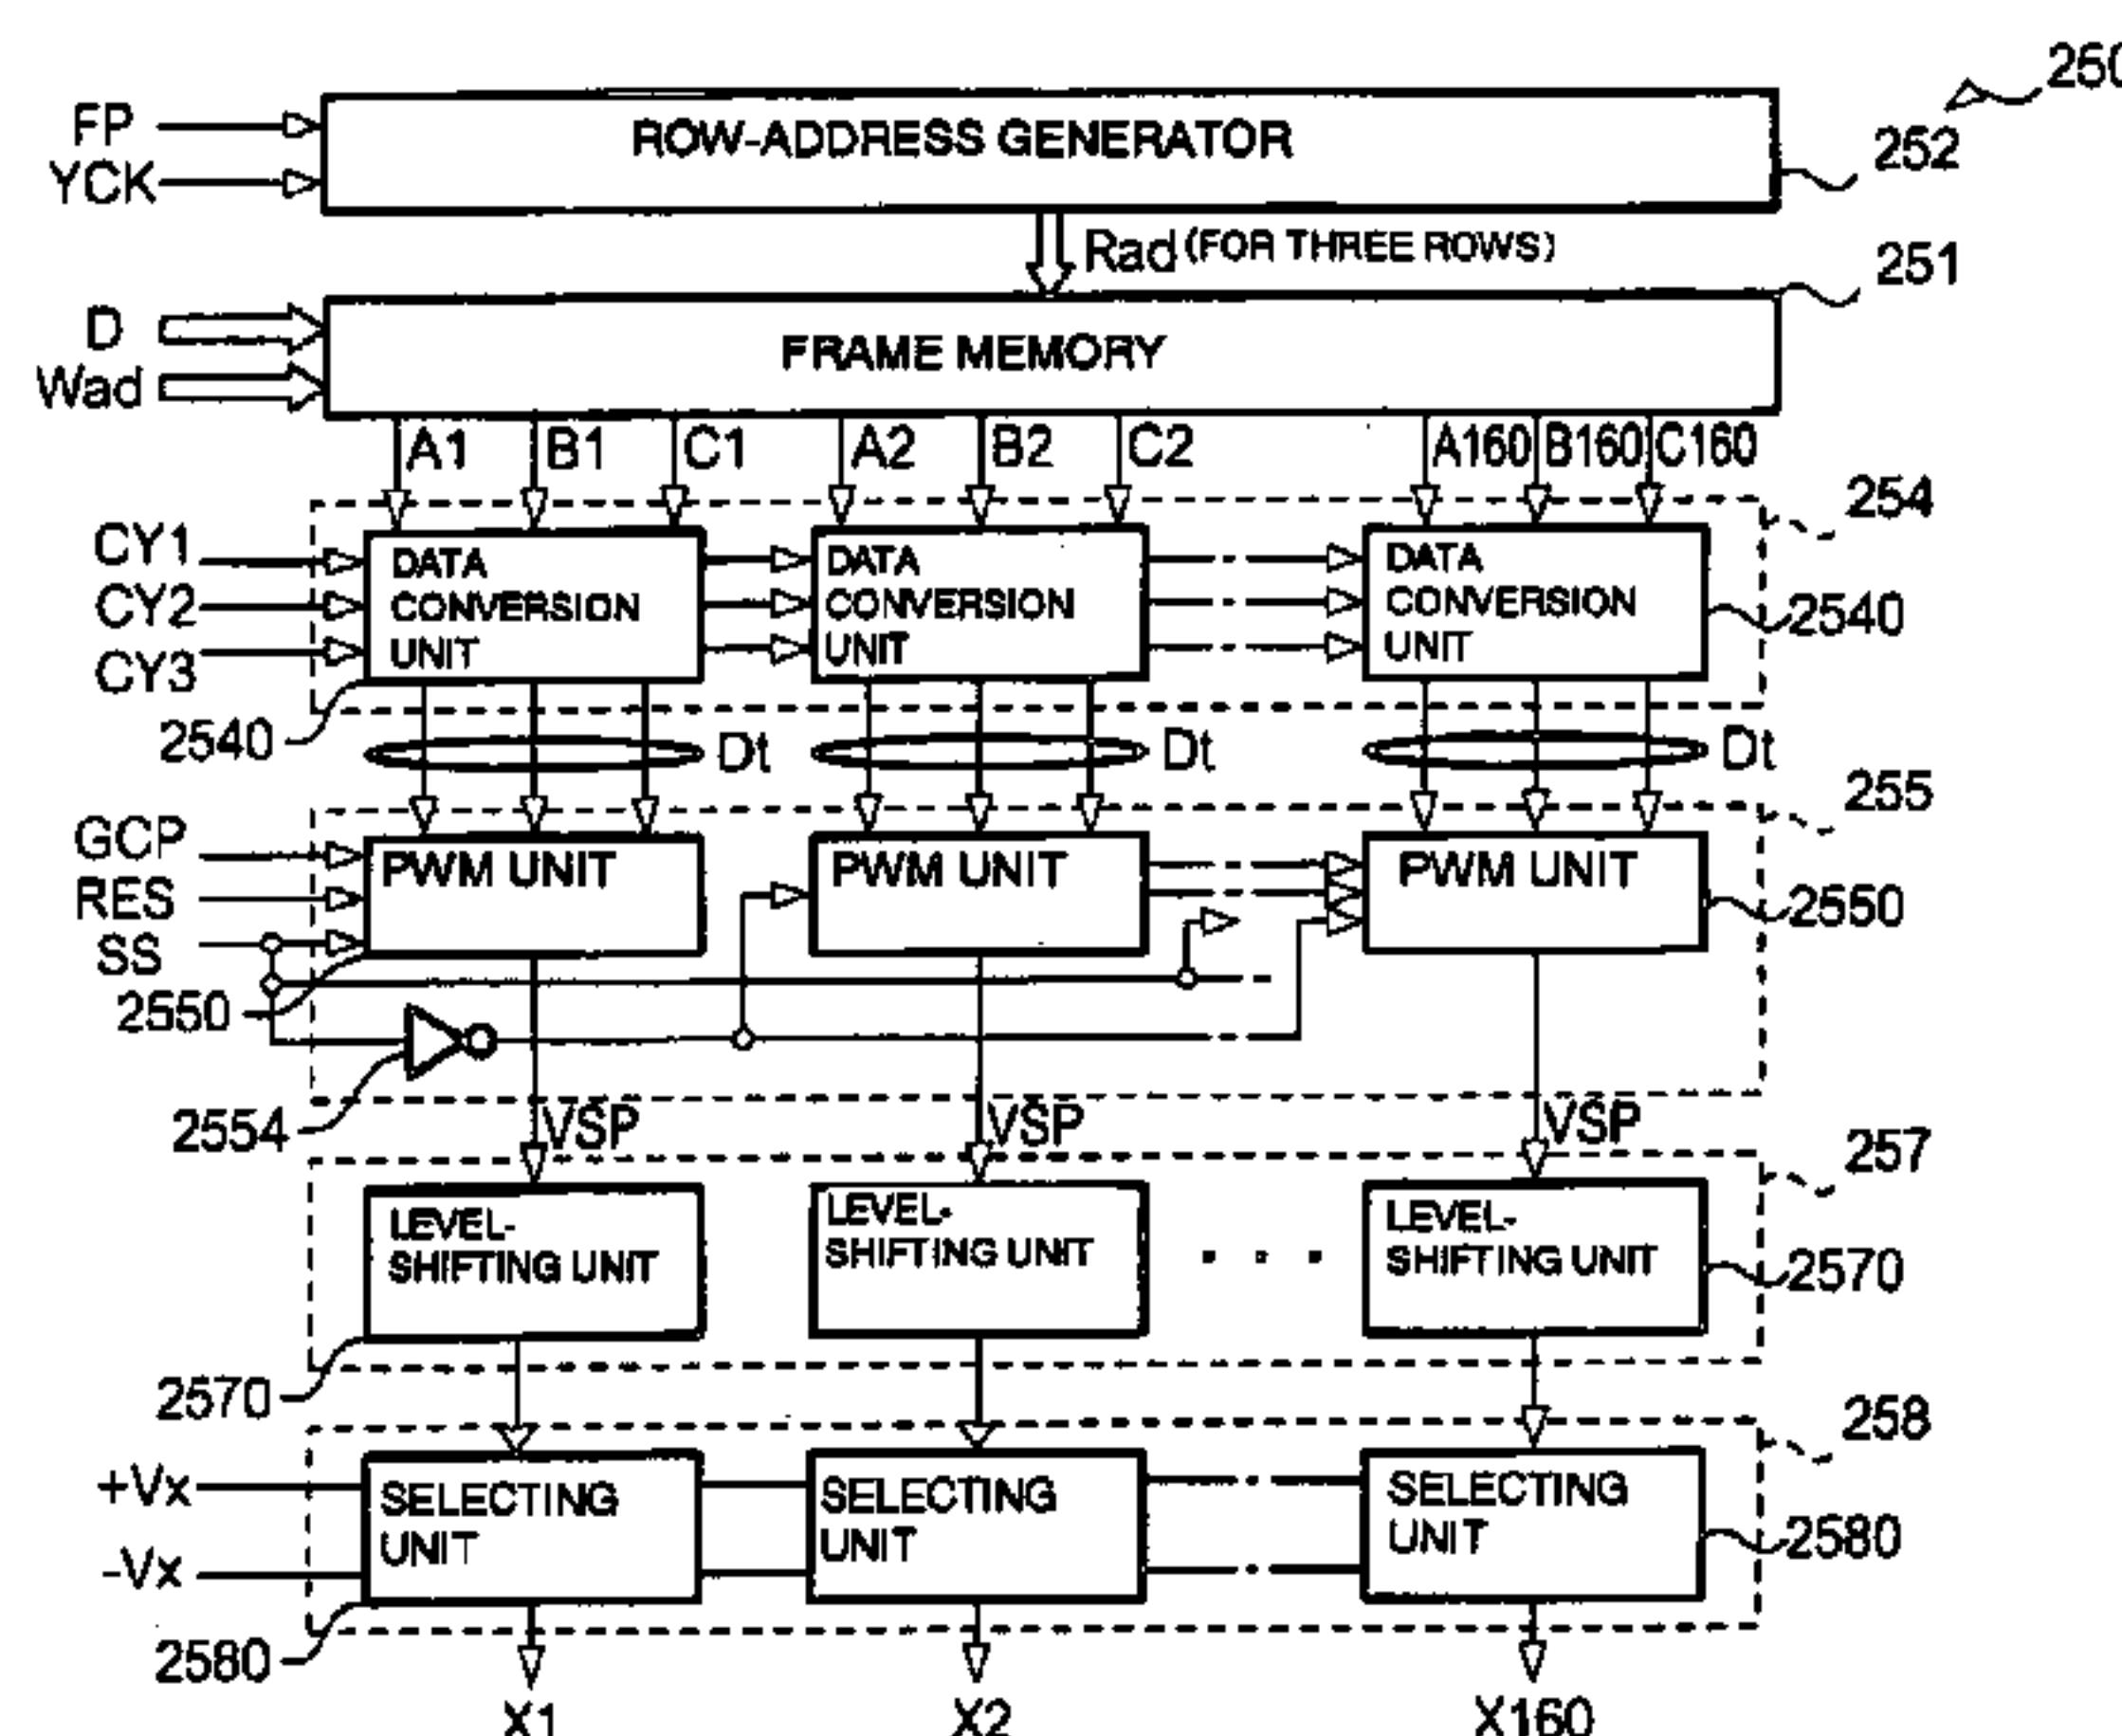 250
FP
ROW-ADDRESS GENERATOR
252
YCK
Rad (FOR THREE ROWS)
251
D
FRAME MEMORY
Wad
A1 B1 C1 A2 B2 C2 A160 B160 C160
254
CY1
CY2
CY3
DATA
CONVERSION
UNIT
DATA
CONVERSION
UNIT
DATA
CONVERSION
UNIT
2540
2540
Dt Dt Dt
255
GCP
RES
SS
PWM UNIT PWM UNIT PWM UNIT
2550
2550
2554
VSP VSP VSP
257
LEVEL-
SHIFTING UNIT
LEVEL-
SHIFTING UNIT
. . .
LEVEL-
SHIFTING UNIT
2570
2570
258
+Vx
-Vx
SELECTING
UNIT
SELECTING
UNIT
SELECTING
UNIT
2580
2580
X1 X2 X160